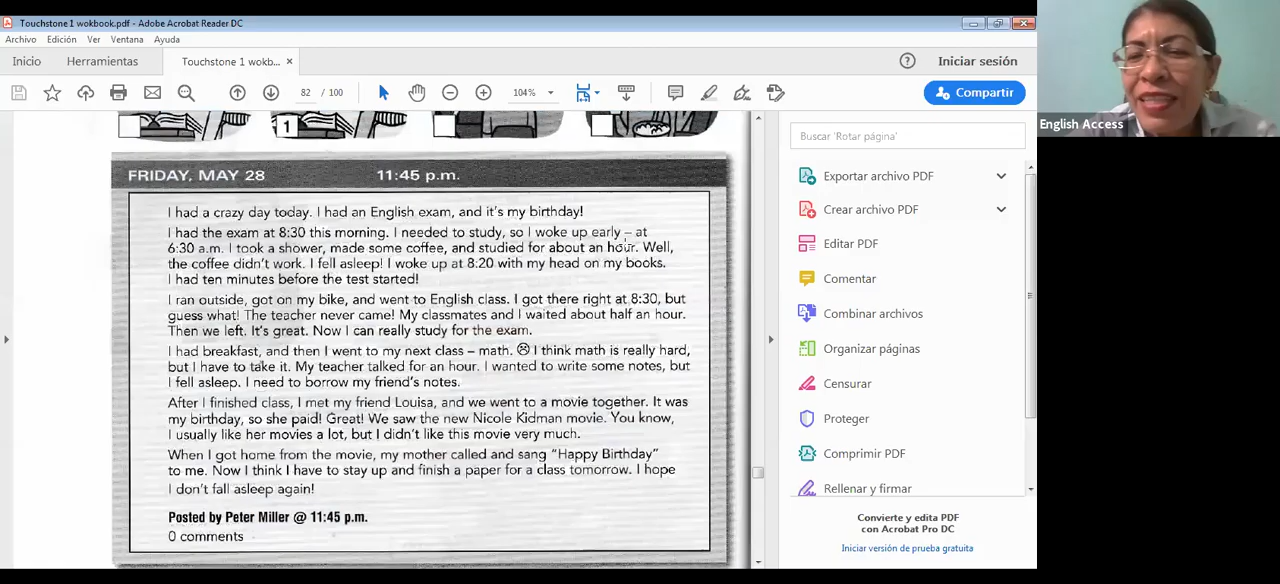 Touchstone 1 wokbook.pdf - Adobe Acrobat Reader DC
Archivo Edición Ver Ventana Ayuda
Inicio Herramientas Touchstone 1 wokb... × Iniciar sesión
82 / 100 104% Compartir
English Access
Buscar 'Rotar página'
1
FRIDAY, MAY 28 11:45 p.m.
I had a crazy day today. I had an English exam, and it's my birthday!
I had the exam at 8:30 this morning. I needed to study, so I woke up early – at
6:30 a.m. I took a shower, made some coffee, and studied for about an hour. Well,
the coffee didn't work. I fell asleep! I woke up at 8:20 with my head on my books.
I had ten minutes before the test started!
I ran outside, got on my bike, and went to English class. I got there right at 8:30, but
guess what! The teacher never came! My classmates and I waited about half an hour.
Then we left. It's great. Now I can really study for the exam.
I had breakfast, and then I went to my next class – math. ☹ I think math is really hard,
but I have to take it. My teacher talked for an hour. I wanted to write some notes, but
I fell asleep. I need to borrow my friend's notes.
After I finished class, I met my friend Louisa, and we went to a movie together. It was
my birthday, so she paid! Great! We saw the new Nicole Kidman movie. You know,
I usually like her movies a lot, but I didn't like this movie very much.
When I got home from the movie, my mother called and sang "Happy Birthday"
to me. Now I think I have to stay up and finish a paper for a class tomorrow. I hope
I don't fall asleep again!
Posted by Peter Miller @ 11:45 p.m.
0 comments
Exportar archivo PDF
Crear archivo PDF
Editar PDF
Comentar
Combinar archivos
Organizar páginas
Censurar
Proteger
Comprimir PDF
Rellenar y firmar
Convierte y edita PDF
con Acrobat Pro DC
Iniciar versión de prueba gratuita